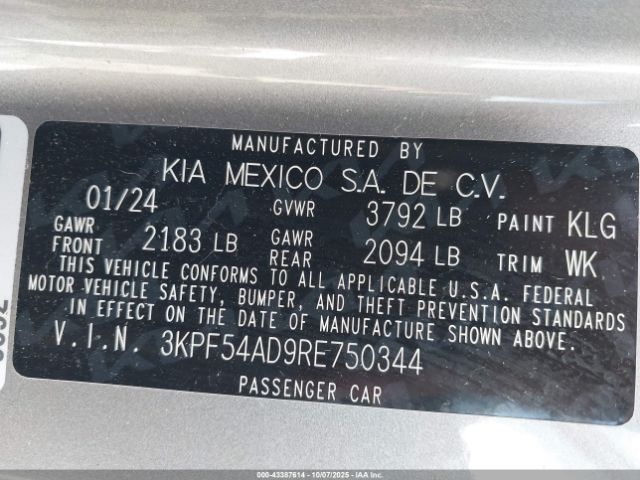 MANUFACTURED BY
KIA MEXICO S.A. DE C.V.
01/24 GVWR 3792 LB PAINT KLG
GAWR FRONT 2183 LB GAWR REAR 2094 LB TRIM WK
THIS VEHICLE CONFORMS TO ALL APPLICABLE U.S.A. FEDERAL
MOTOR VEHICLE SAFETY, BUMPER, AND THEFT PREVENTION STANDARDS
IN EFFECT ON THE DATE OF MANUFACTURE SHOWN ABOVE.
V.I.N. 3KPF54AD9RE750344
PASSENGER CAR
000-43387614 | 10/07/2025 | IAA Inc.